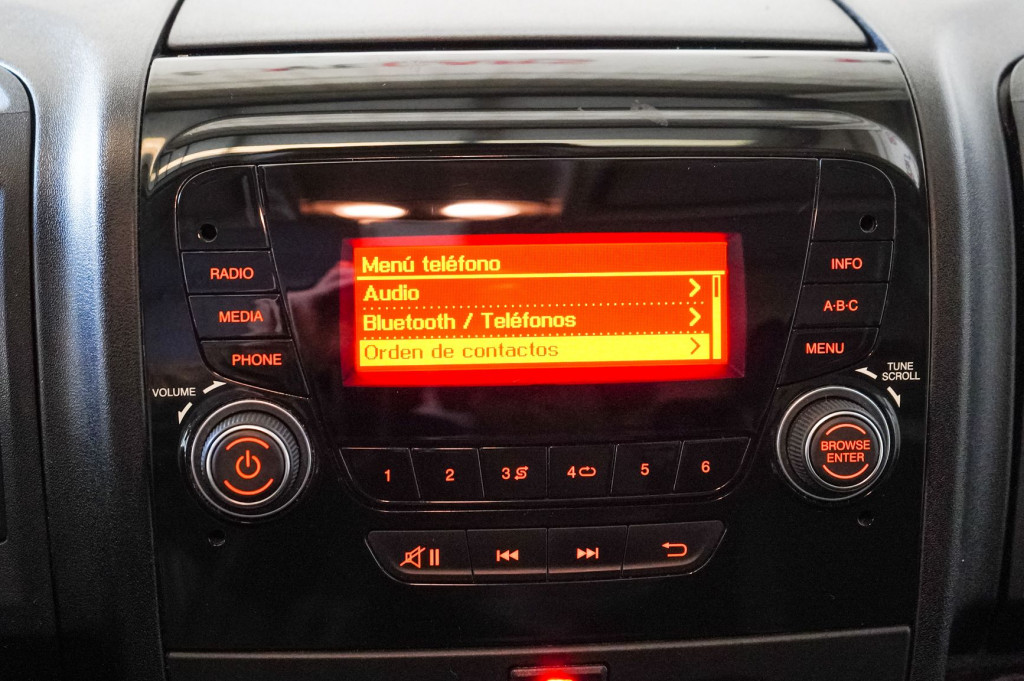 Menú teléfono
Audio
Bluetooth / Teléfonos
Orden de contactos
RADIO
MEDIA
PHONE
VOLUME
INFO
A·B·C
MENU
TUNE
SCROLL
BROWSE
ENTER
1 2 3 4 5 6